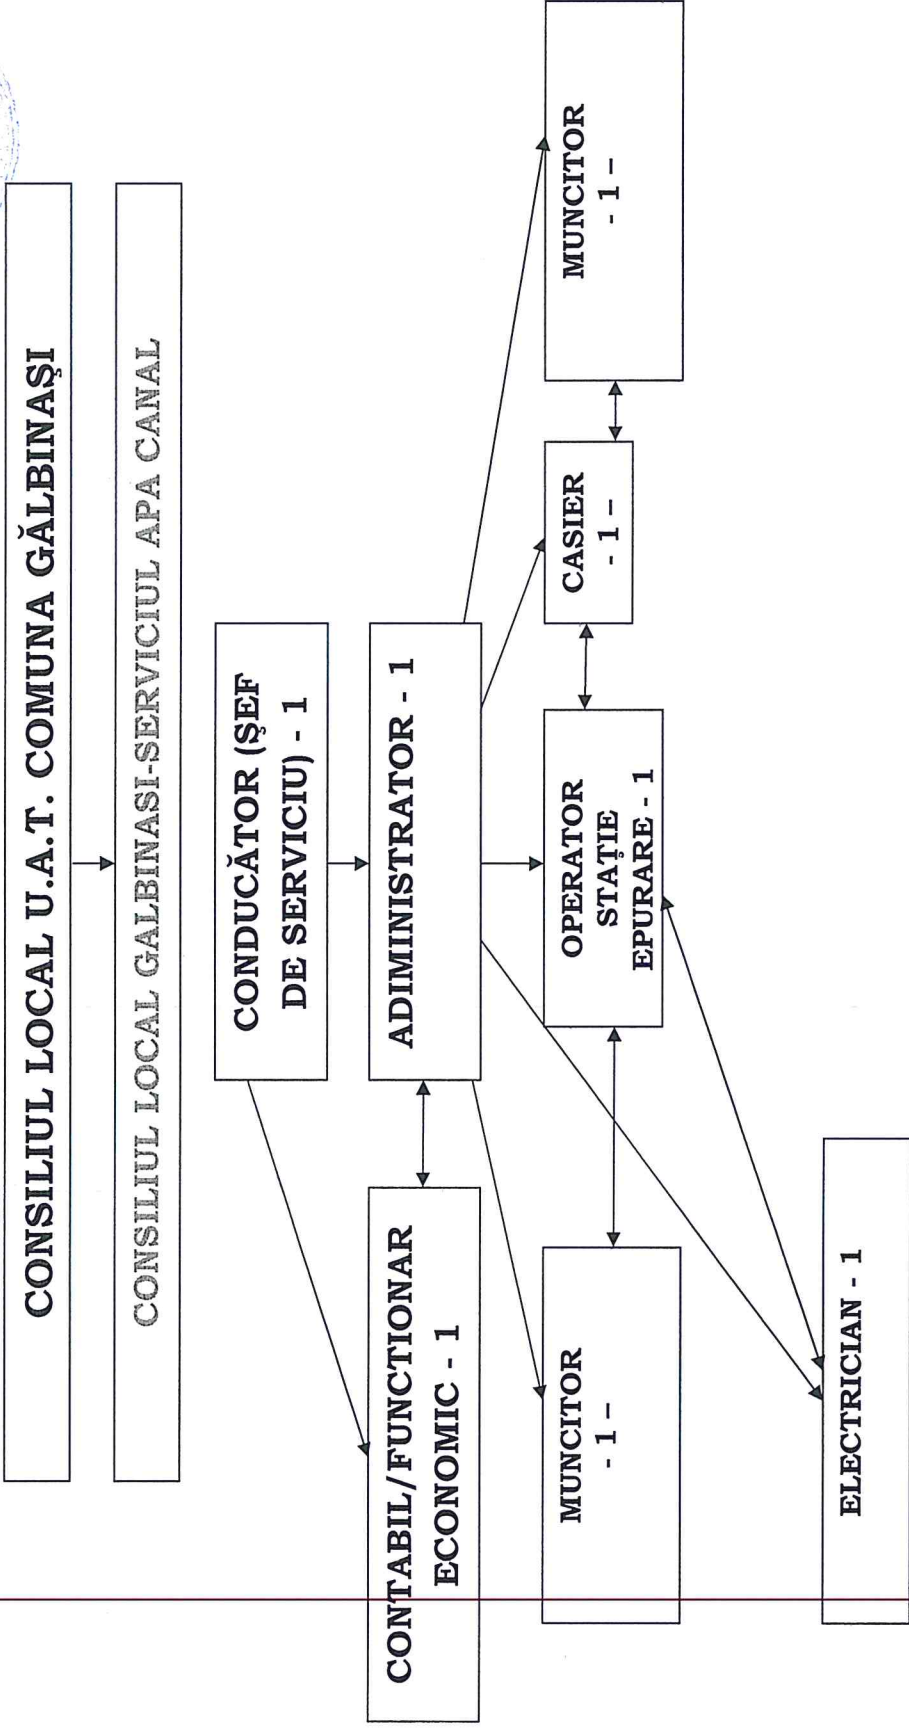 CONSILIUL LOCAL U.A.T. COMUNA GĂLBINAŞI
CONSILIUL LOCAL GALBINASI-SERVICIUL APA CANAL
CONDUCĂTOR (ŞEF
DE SERVICIU) - 1
CONTABIL/FUNCTIONAR
ECONOMIC - 1
ADIMINISTRATOR - 1
MUNCITOR
- 1 –
OPERATOR
STAŢIE
EPURARE - 1
CASIER
- 1 –
MUNCITOR
- 1 –
ELECTRICIAN - 1